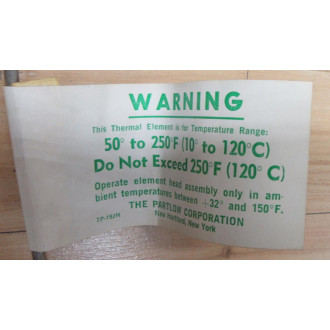 WARNING
This Thermal Element is for Temperature Range:
50° to 250°F (10° to 120°C)
Do Not Exceed 250°F (120° C)
Operate element head assembly only in am-
bient temperatures between +32° and 150°F.
THE PARTLOW CORPORATION
New Hartford, New York